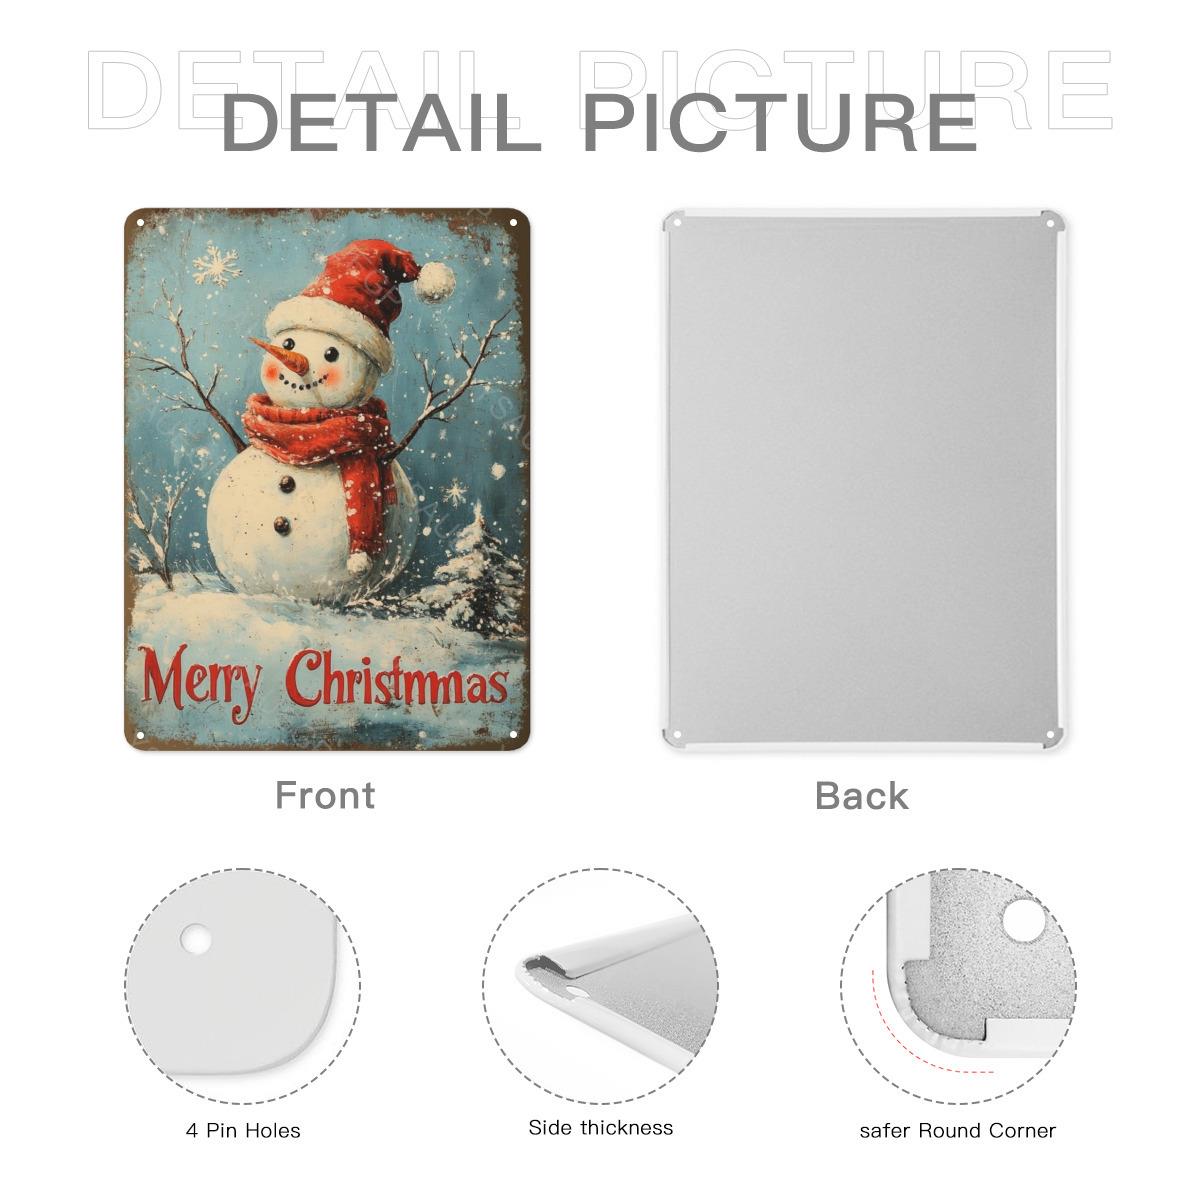 DETAIL PICTURE
DETAIL PICTURE
Merry Christmmas
Front
Back
4 Pin Holes
Side thickness
safer Round Corner